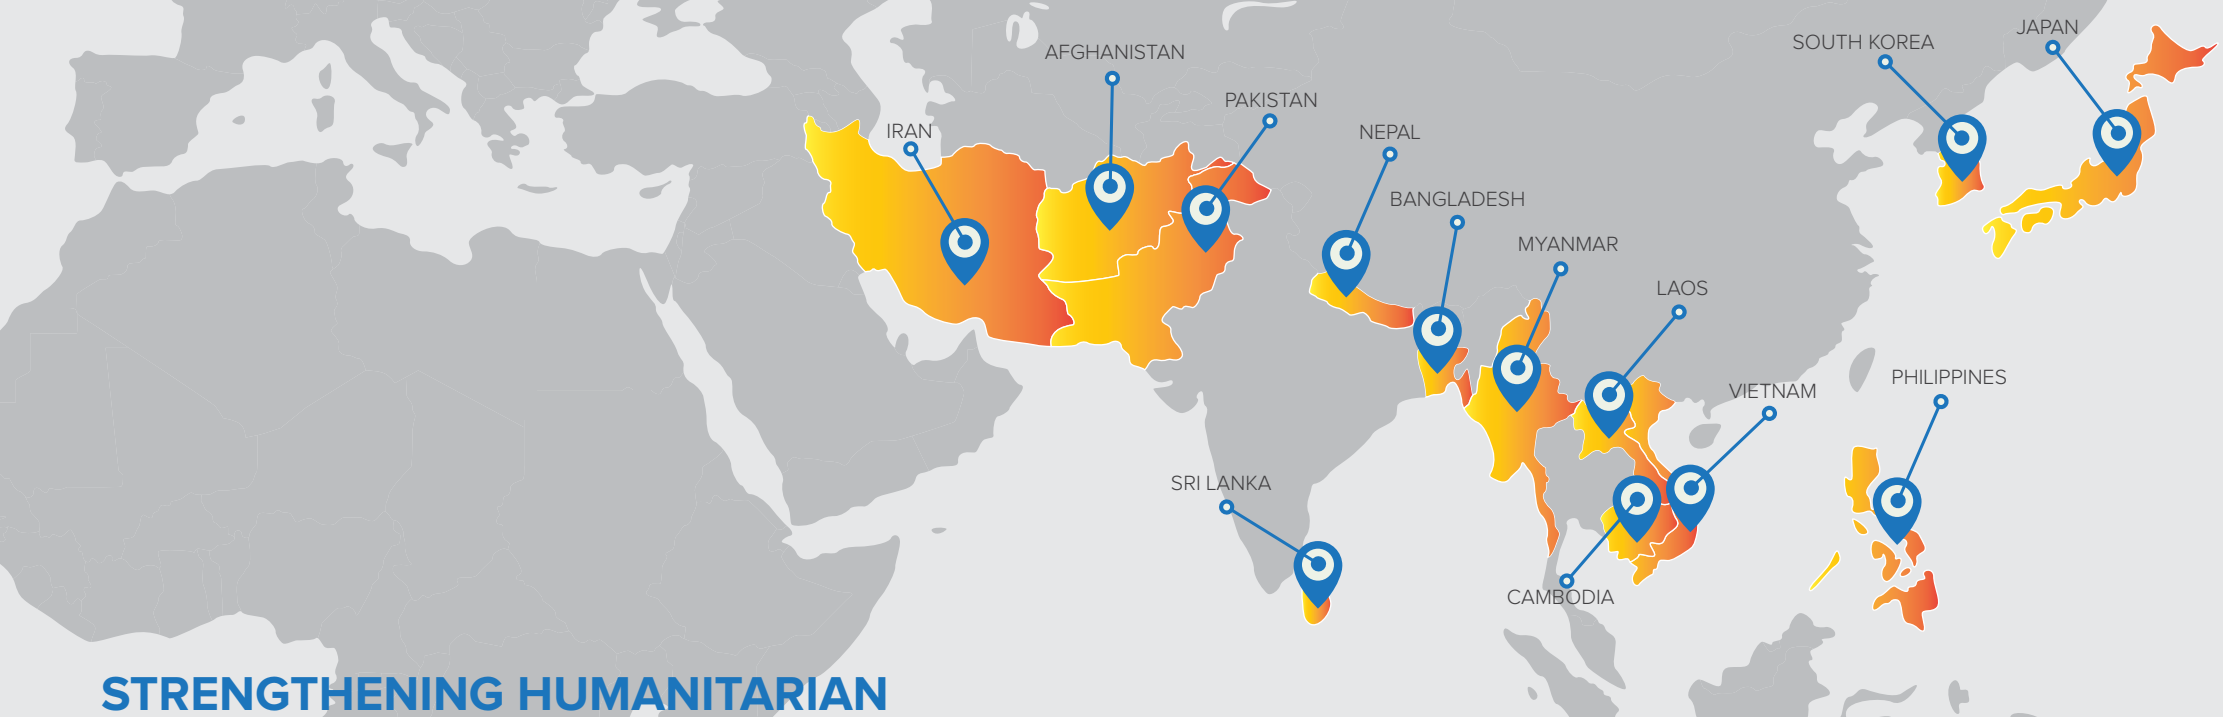 JAPAN
SOUTH KOREA
AFGHANISTAN
PAKISTAN
IRAN
NEPAL
BANGLADESH
MYANMAR
LAOS
PHILIPPINES
VIETNAM
SRI LANKA
CAMBODIA
STRENGTHENING HUMANITARIAN